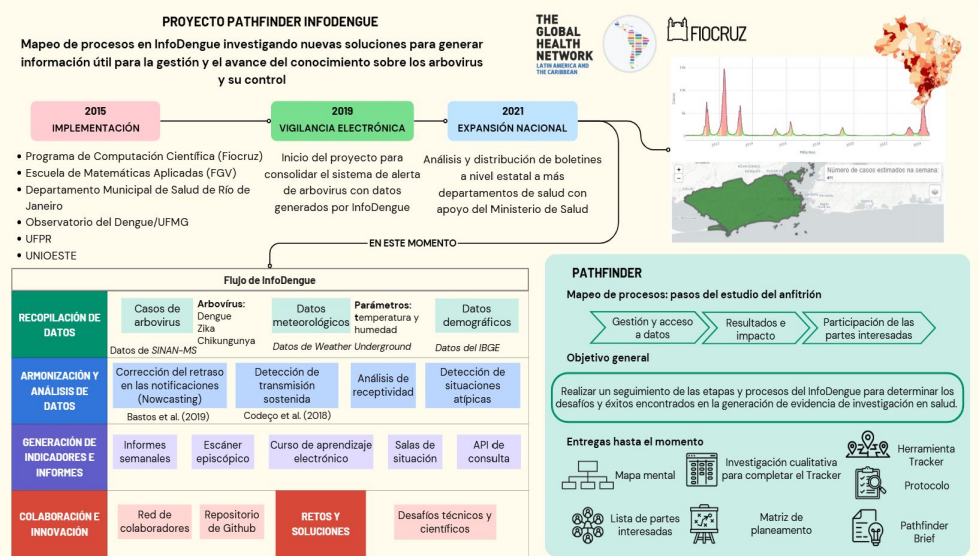 PROYECTO PATHFINDER INFODENGUE
Mapeo de procesos en InfoDengue investigando nuevas soluciones para generar
información útil para la gestión y el avance del conocimiento sobre los arbovirus
y su control
THE
GLOBAL
HEALTH
NETWORK
LATIN AMERICA AND
THE CARIBBEAN
FIOCRUZ
2015
IMPLEMENTACIÓN
2019
VIGILANCIA ELECTRÓNICA
2021
EXPANSIÓN NACIONAL
• Programa de Computación Científica (Fiocruz)
• Escuela de Matemáticas Aplicadas (FGV)
• Departamento Municipal de Salud de Río de
Janeiro
• Observatorio del Dengue/UFMG
• UFPR
• UNIOESTE
Inicio del proyecto para
consolidar el sistema de alerta
de arbovirus con datos
generados por InfoDengue
Análisis y distribución de boletines
a nivel estatal a más
departamentos de salud con
apoyo del Ministerio de Salud
2012
2014
2016
2018
2020
2022
2024
Número de casos estimados na semana:
EN ESTE MOMENTO
Flujo de InfoDengue
RECOPILACIÓN DE
DATOS
Casos de
arbovirus
Arbovírus:
Dengue
Zika
Chikungunya
Datos de SINAN-MS
Datos
meteorológicos
Parámetros:
temperatura y
humedad
Datos de Weather Underground
Datos
demográficos
Datos del IBGE
ARMONIZACIÓN Y
ANÁLISIS DE
DATOS
Corrección del retraso
en las notificaciones
(Nowcasting)
Bastos et al. (2019)
Detección de
transmisión
sostenida
Codeço et al. (2018)
Análisis de
receptividad
Detección de
situaciones
atípicas
GENERACIÓN DE
INDICADORES E
INFORMES
Informes
semanales
Escáner
episcópico
Curso de aprendizaje
electrónico
Salas de
situación
API de
consulta
COLABORACIÓN E
INNOVACIÓN
Red de
colaboradores
Repositorio
de Github
RETOS Y
SOLUCIONES
Desafíos técnicos y
científicos
PATHFINDER
Mapeo de procesos: pasos del estudio del anfitrión
Gestión y acceso
a datos
Resultados e
impacto
Participación de las
partes interesadas
Objetivo general
Realizar un seguimiento de las etapas y procesos del InfoDengue para determinar los
desafíos y éxitos encontrados en la generación de evidencia de investigación en salud.
Entregas hasta el momento
Mapa mental
Investigación cualitativa
para completar el Tracker
Herramienta
Tracker
Protocolo
Lista de partes
interesadas
Matriz de
planeamento
Pathfinder
Brief